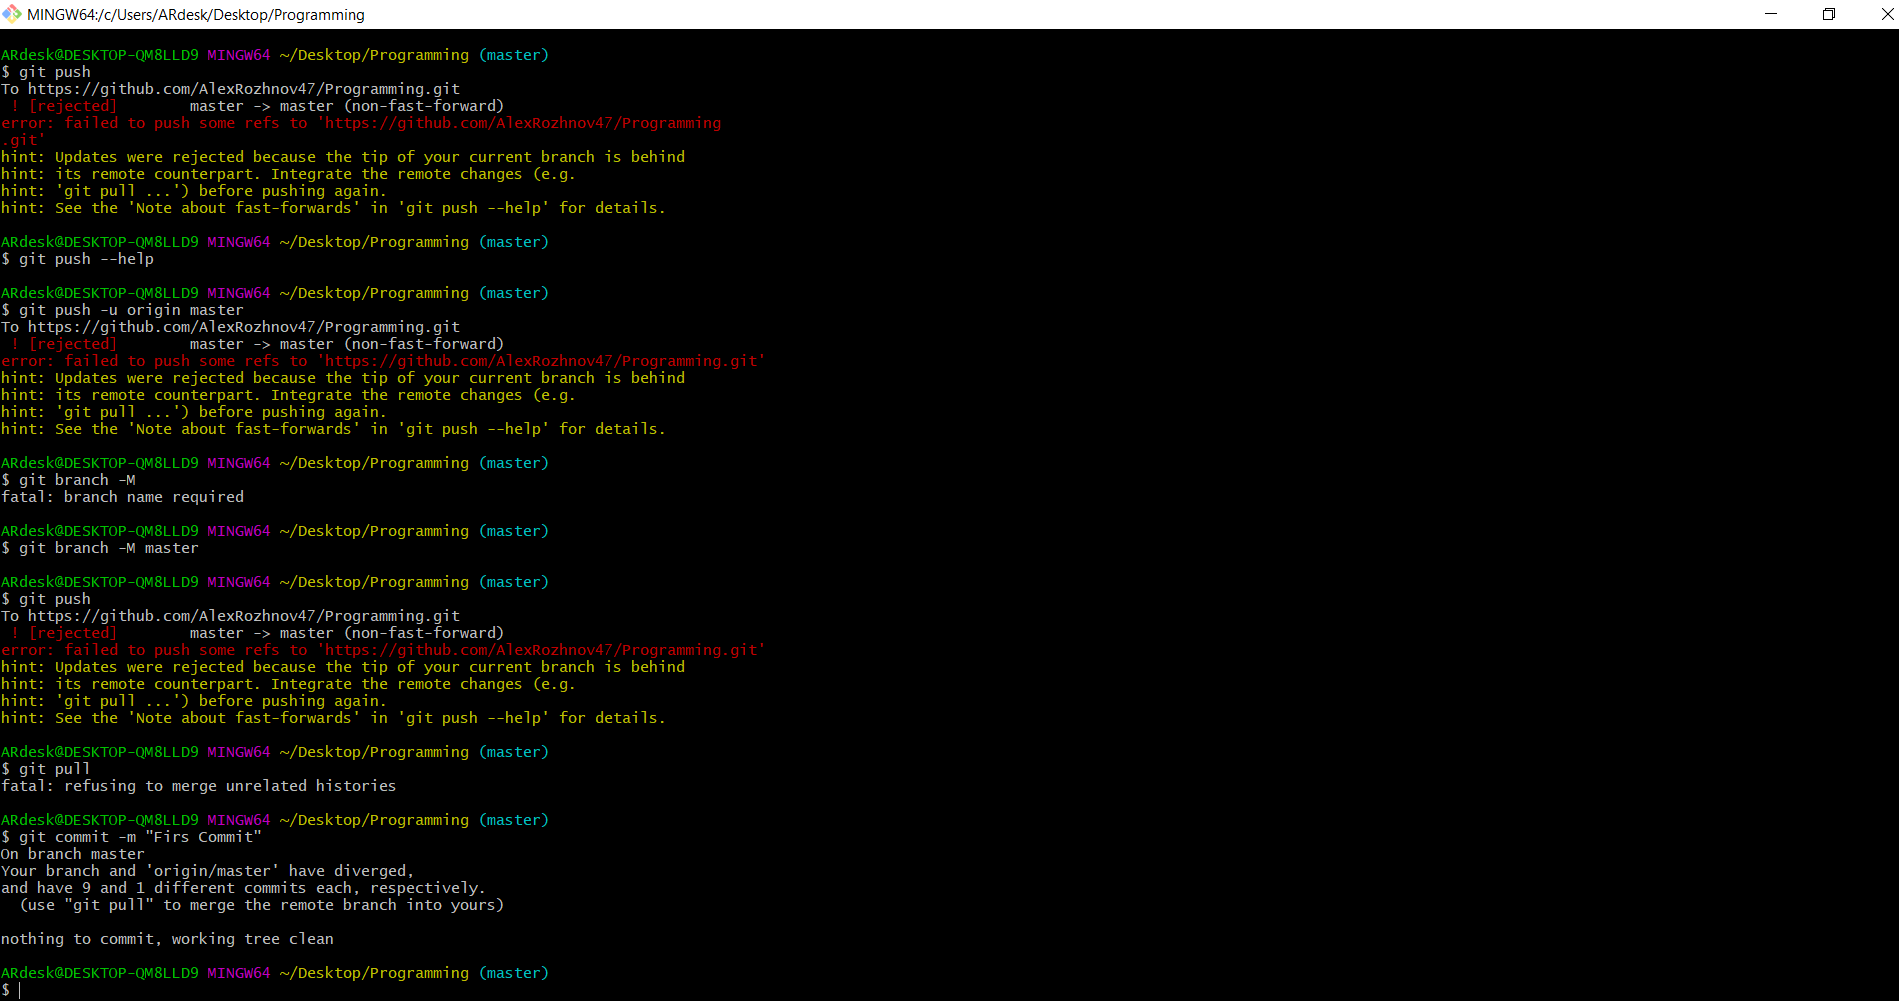 MINGW64:/c/Users/ARdesk/Desktop/Programming
ARdesk@DESKTOP-QM8LLD9 MINGW64 ~/Desktop/Programming (master)
$ git push
To https://github.com/AlexRozhnov47/Programming.git
 ! [rejected]        master -> master (non-fast-forward)
error: failed to push some refs to 'https://github.com/AlexRozhnov47/Programming
.git'
hint: Updates were rejected because the tip of your current branch is behind
hint: its remote counterpart. Integrate the remote changes (e.g.
hint: 'git pull ...') before pushing again.
hint: See the 'Note about fast-forwards' in 'git push --help' for details.
ARdesk@DESKTOP-QM8LLD9 MINGW64 ~/Desktop/Programming (master)
$ git push --help
ARdesk@DESKTOP-QM8LLD9 MINGW64 ~/Desktop/Programming (master)
$ git push -u origin master
To https://github.com/AlexRozhnov47/Programming.git
 ! [rejected]        master -> master (non-fast-forward)
error: failed to push some refs to 'https://github.com/AlexRozhnov47/Programming.git'
hint: Updates were rejected because the tip of your current branch is behind
hint: its remote counterpart. Integrate the remote changes (e.g.
hint: 'git pull ...') before pushing again.
hint: See the 'Note about fast-forwards' in 'git push --help' for details.
ARdesk@DESKTOP-QM8LLD9 MINGW64 ~/Desktop/Programming (master)
$ git branch -M
fatal: branch name required
ARdesk@DESKTOP-QM8LLD9 MINGW64 ~/Desktop/Programming (master)
$ git branch -M master
ARdesk@DESKTOP-QM8LLD9 MINGW64 ~/Desktop/Programming (master)
$ git push
To https://github.com/AlexRozhnov47/Programming.git
 ! [rejected]        master -> master (non-fast-forward)
error: failed to push some refs to 'https://github.com/AlexRozhnov47/Programming.git'
hint: Updates were rejected because the tip of your current branch is behind
hint: its remote counterpart. Integrate the remote changes (e.g.
hint: 'git pull ...') before pushing again.
hint: See the 'Note about fast-forwards' in 'git push --help' for details.
ARdesk@DESKTOP-QM8LLD9 MINGW64 ~/Desktop/Programming (master)
$ git pull
fatal: refusing to merge unrelated histories
ARdesk@DESKTOP-QM8LLD9 MINGW64 ~/Desktop/Programming (master)
$ git commit -m "Firs Commit"
On branch master
Your branch and 'origin/master' have diverged,
and have 9 and 1 different commits each, respectively.
  (use "git pull" to merge the remote branch into yours)
nothing to commit, working tree clean
ARdesk@DESKTOP-QM8LLD9 MINGW64 ~/Desktop/Programming (master)
$